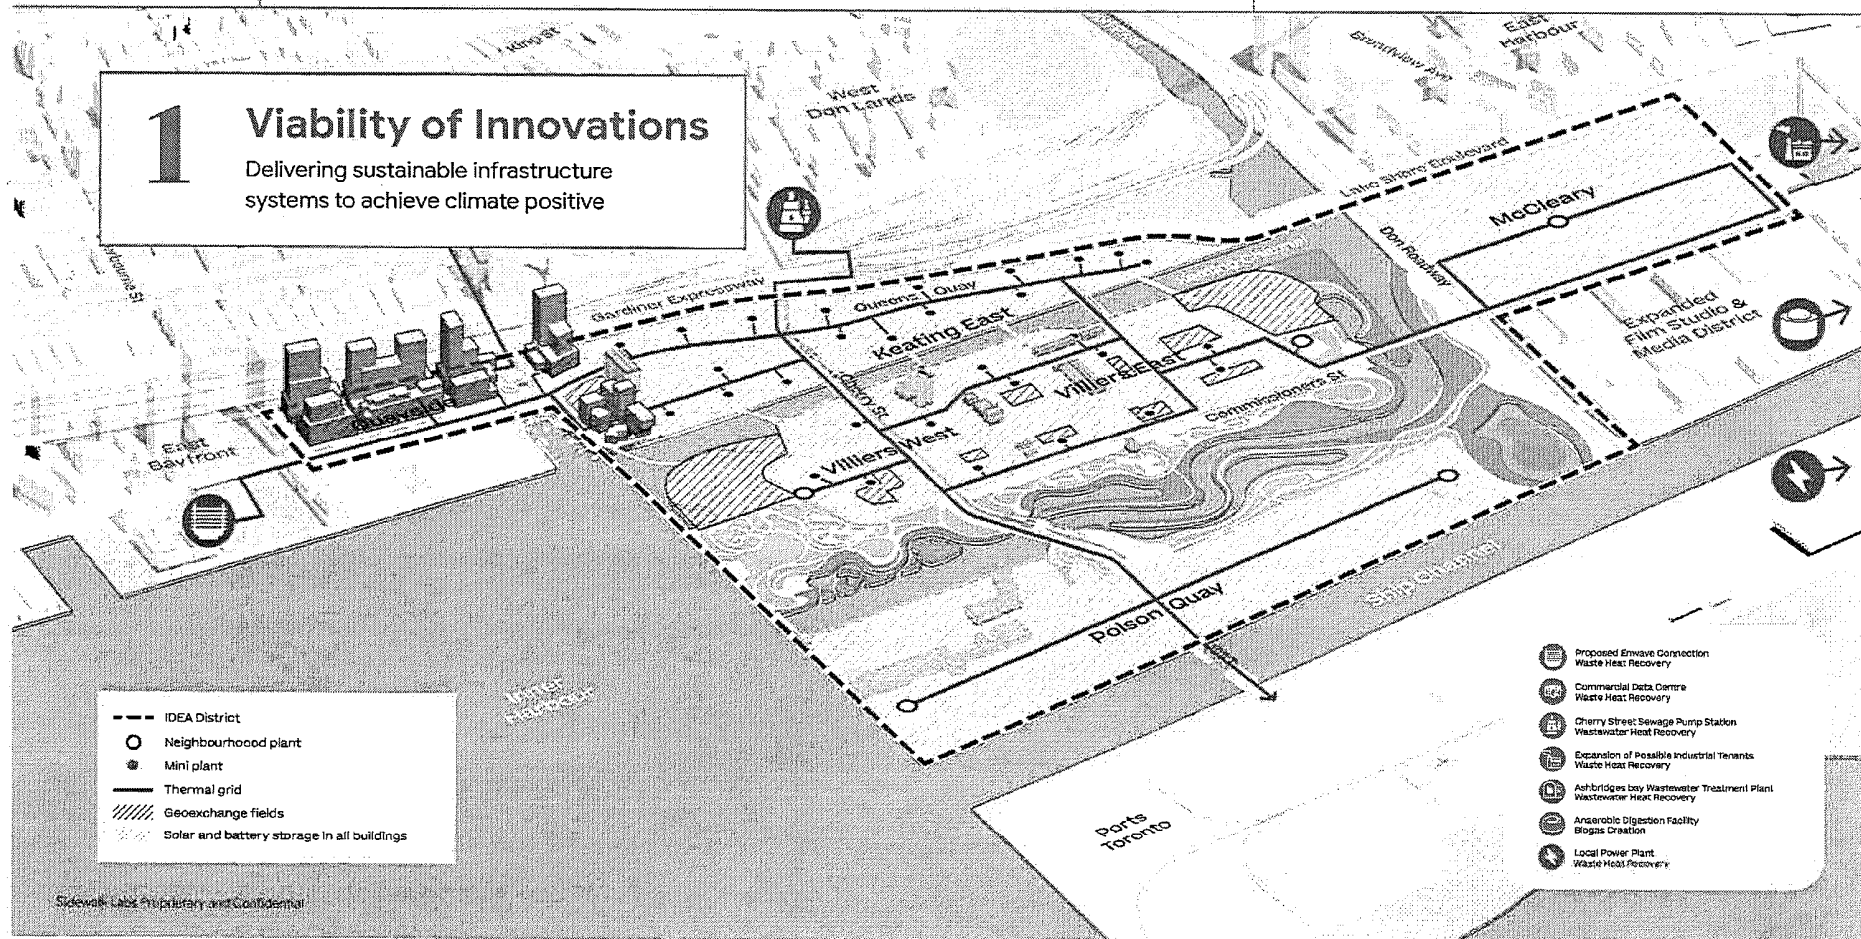 King St
East
Harbour
Broadview Ave
West
Don Lands
1
Viability of Innovations
Delivering sustainable infrastructure
systems to achieve climate positive
Lake Shore Boulevard
McCleary
Don Roadway
Gardiner Expressway
Queens Quay
Keating East
Expanded
Film Studio &
Media District
Villiers East
Cherry St
Commissioners St
Quayside
East
Bayfront
Villiers West
Ship Channel
Polson Quay
Inner
Harbour
Ports
Toronto
IDEA District
Neighbourhoood plant
Mini plant
Thermal grid
Geoexchange fields
Solar and battery storage in all buildings
Proposed Enwave Connection
Waste Heat Recovery
Commercial Data Centre
Waste Heat Recovery
Cherry Street Sewage Pump Station
Wastewater Heat Recovery
Expansion of Possible Industrial Tenants
Waste Heat Recovery
Ashbridges bay Wastewater Treatment Plant
Wastewater Heat Recovery
Anaerobic Digestion Facility
Biogas Creation
Local Power Plant
Waste Heat Recovery
Sidewalk Labs Proprietary and Confidential